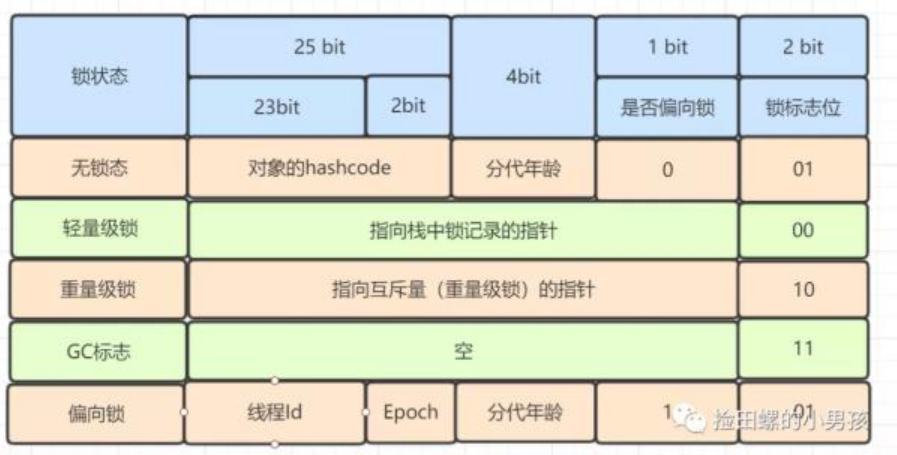 锁状态
25 bit
4bit
1 bit
2 bit
23bit
2bit
是否偏向锁
锁标志位
无锁态
对象的hashcode
分代年龄
0
01
轻量级锁
指向栈中锁记录的指针
00
重量级锁
指向互斥量（重量级锁）的指针
10
GC标志
空
11
偏向锁
线程Id
Epoch
分代年龄
1
01
捡田螺的小男孩